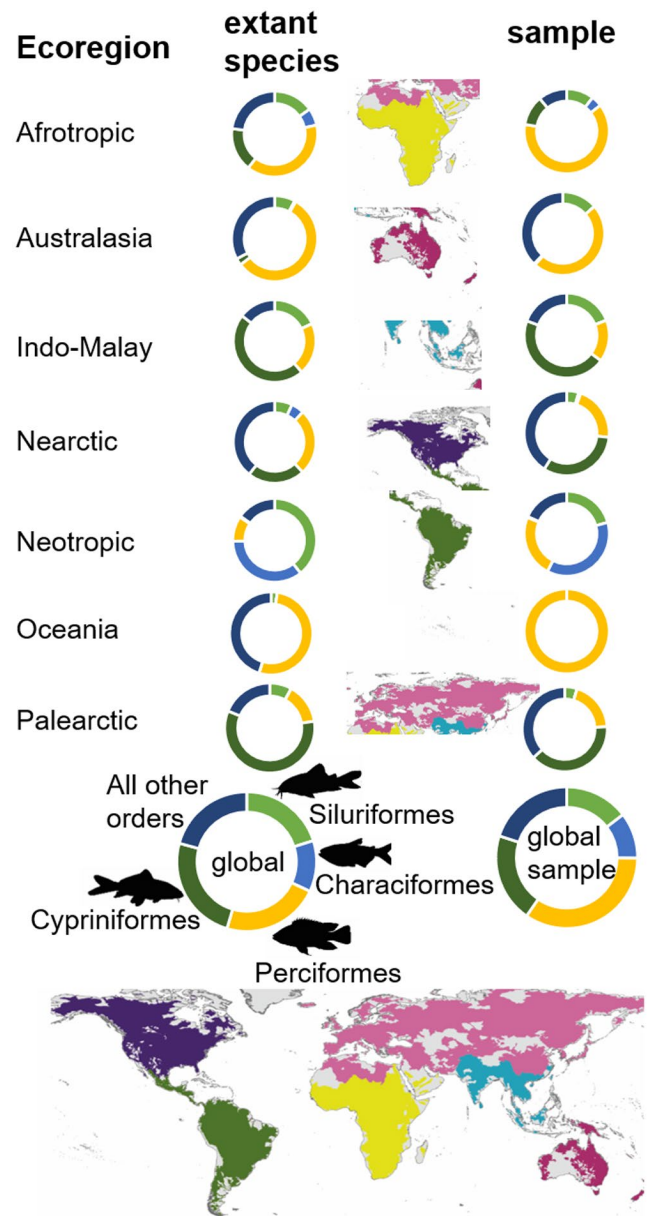 Ecoregion
extant
species
sample
Afrotropic
Australasia
Indo-Malay
Nearctic
Neotropic
Oceania
Palearctic
All other
orders
Siluriformes
global
Characiformes
Cypriniformes
Perciformes
global
sample